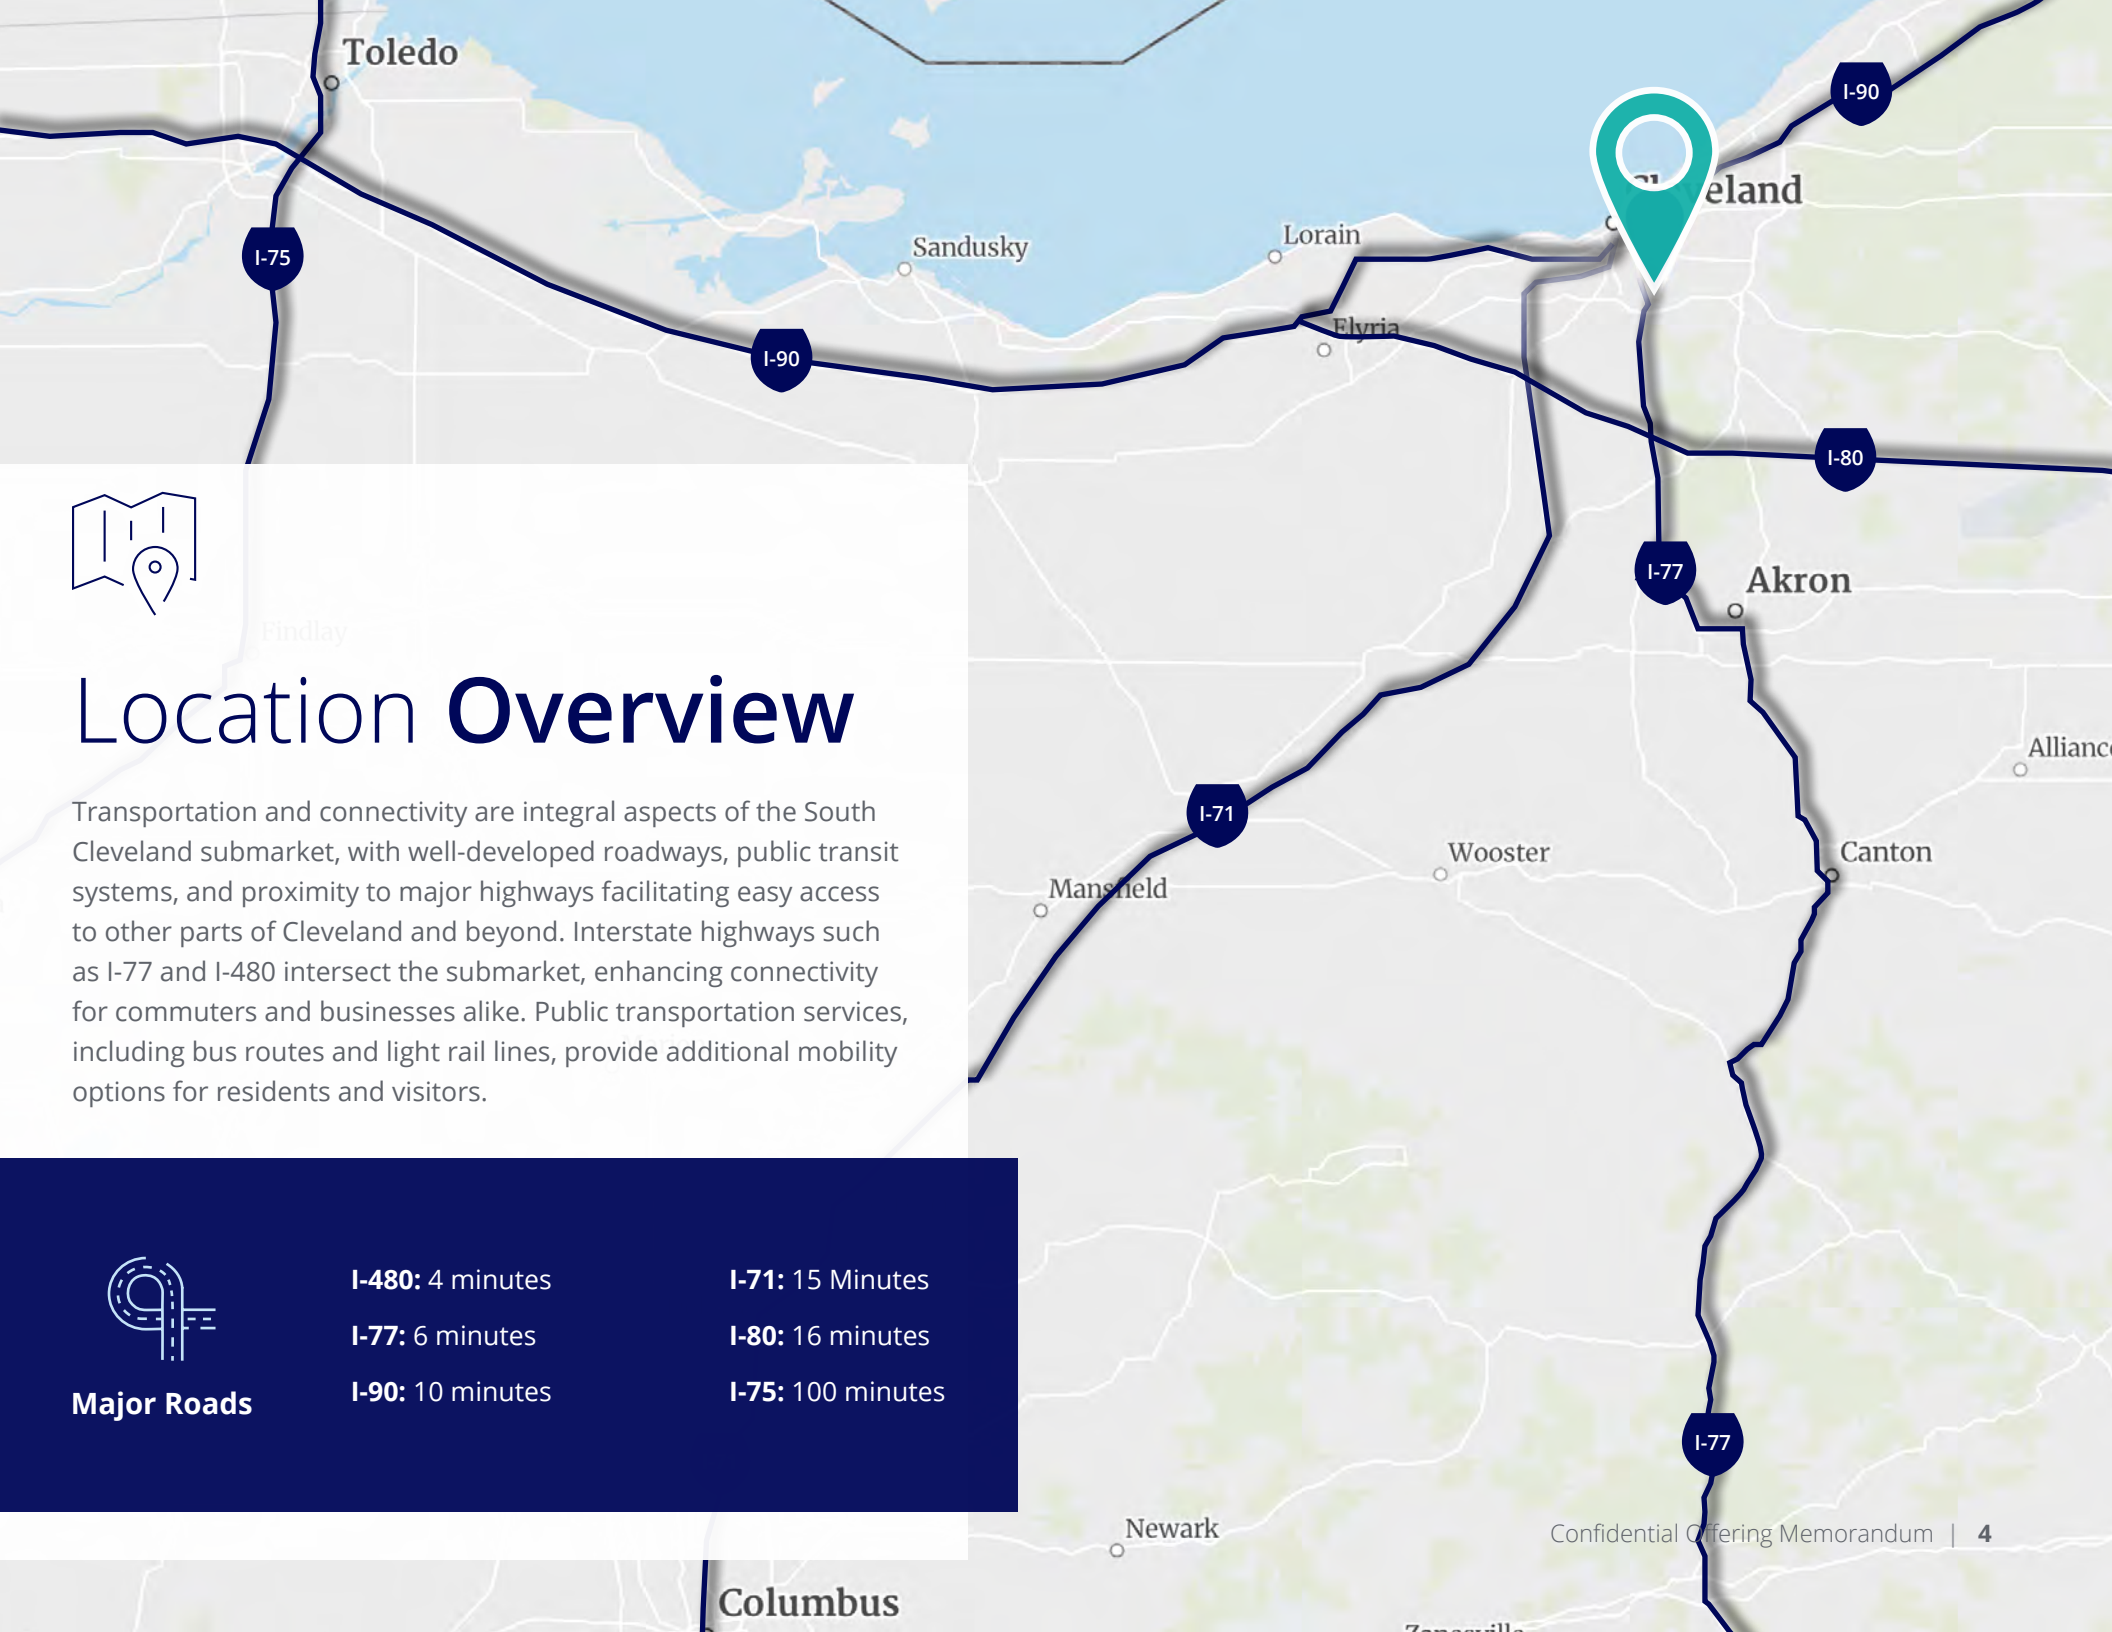 Toledo
I-90
Cleveland
Lorain
Sandusky
I-75
Elyria
I-90
I-80
I-77
Akron
Findlay
Location Overview
Alliance
Transportation and connectivity are integral aspects of the South
Cleveland submarket, with well-developed roadways, public transit
systems, and proximity to major highways facilitating easy access
to other parts of Cleveland and beyond. Interstate highways such
as I-77 and I-480 intersect the submarket, enhancing connectivity
for commuters and businesses alike. Public transportation services,
including bus routes and light rail lines, provide additional mobility
options for residents and visitors.
I-71
Wooster
Canton
Mansfield
Major Roads
I-480: 4 minutes
I-77: 6 minutes
I-90: 10 minutes
I-71: 15 Minutes
I-80: 16 minutes
I-75: 100 minutes
I-77
Newark
Confidential Offering Memorandum | 4
Columbus
Zanesville